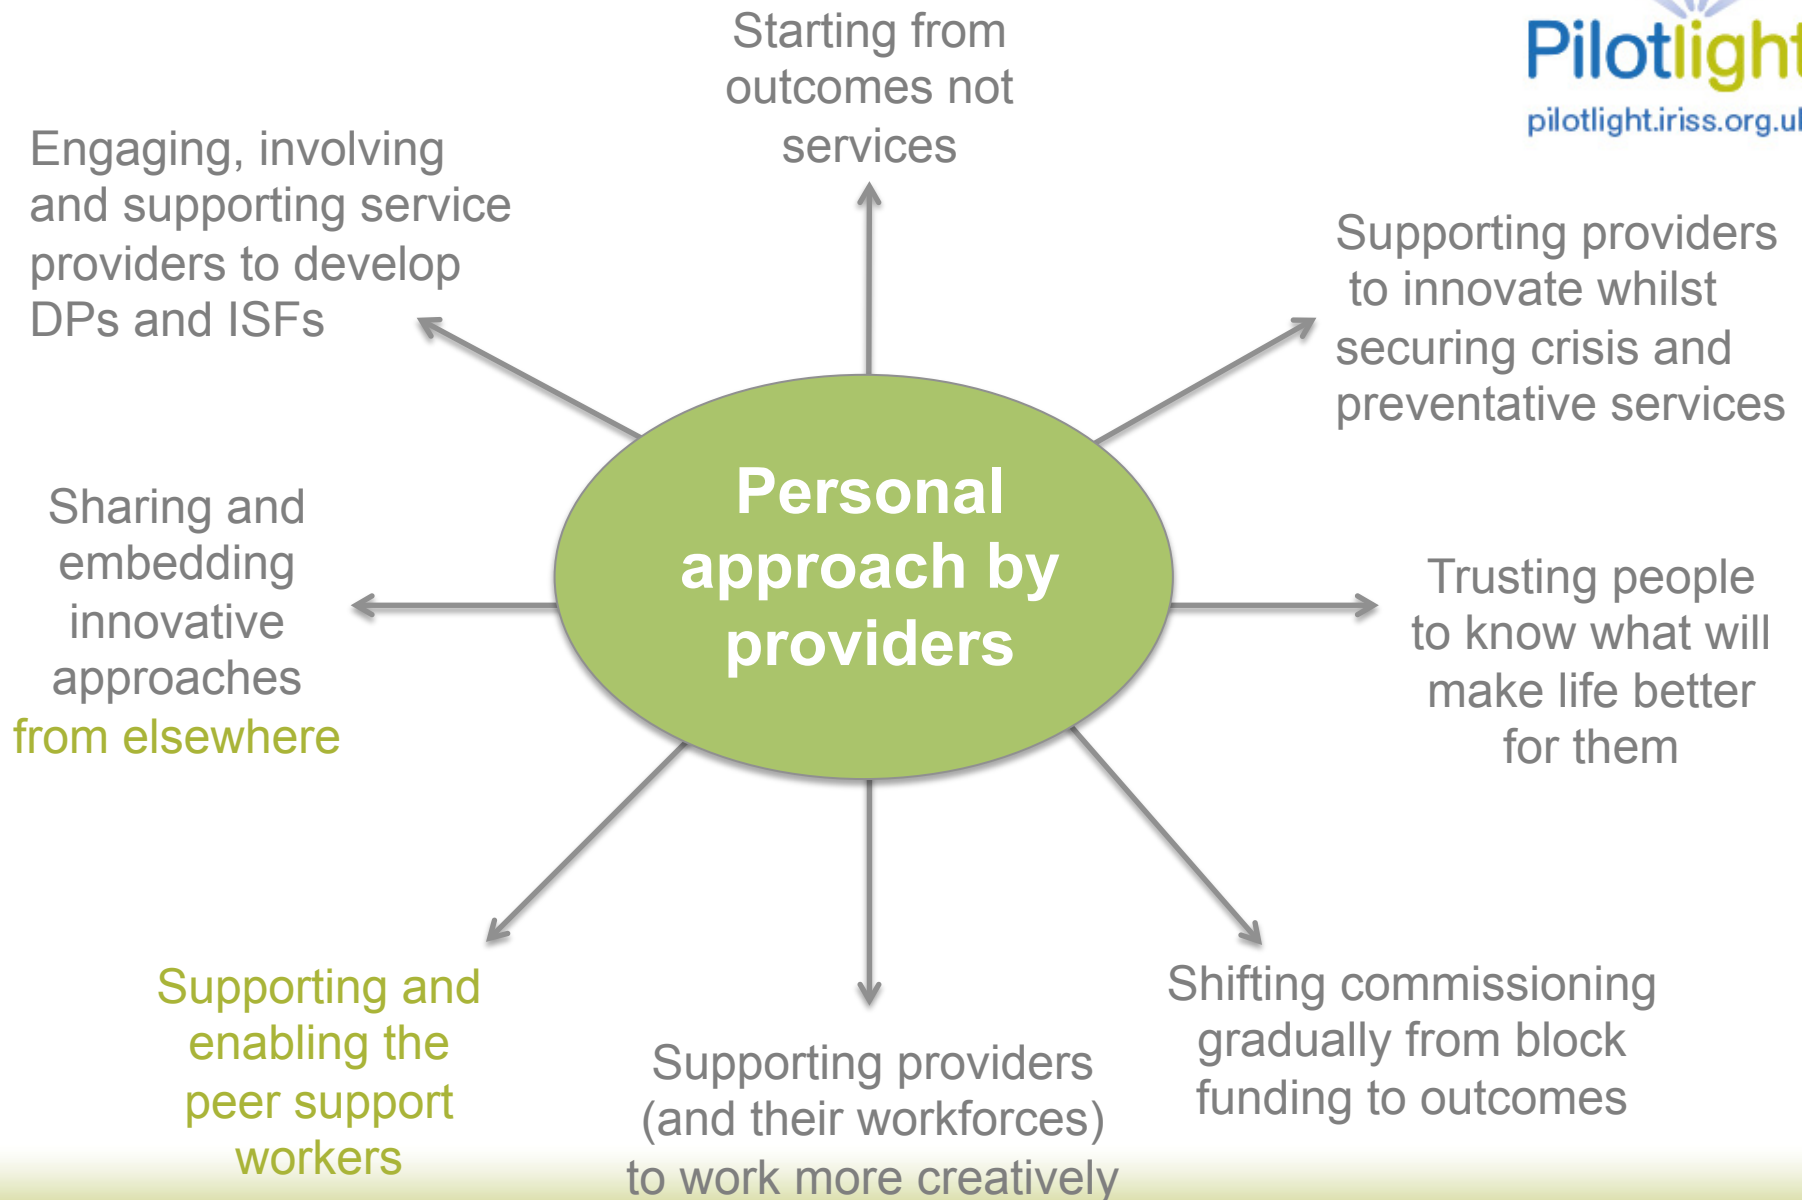 Starting from
outcomes not
services
Pilotlight
pilotlight.iriss.org.uk
Engaging, involving
and supporting service
providers to develop
DPs and ISFs
Supporting providers
to innovate whilst
securing crisis and
preventative services
Personal
approach by
providers
Sharing and
embedding
innovative
approaches
from elsewhere
Trusting people
to know what will
make life better
for them
Supporting and
enabling the
peer support
workers
Supporting providers
(and their workforces)
to work more creatively
Shifting commissioning
gradually from block
funding to outcomes